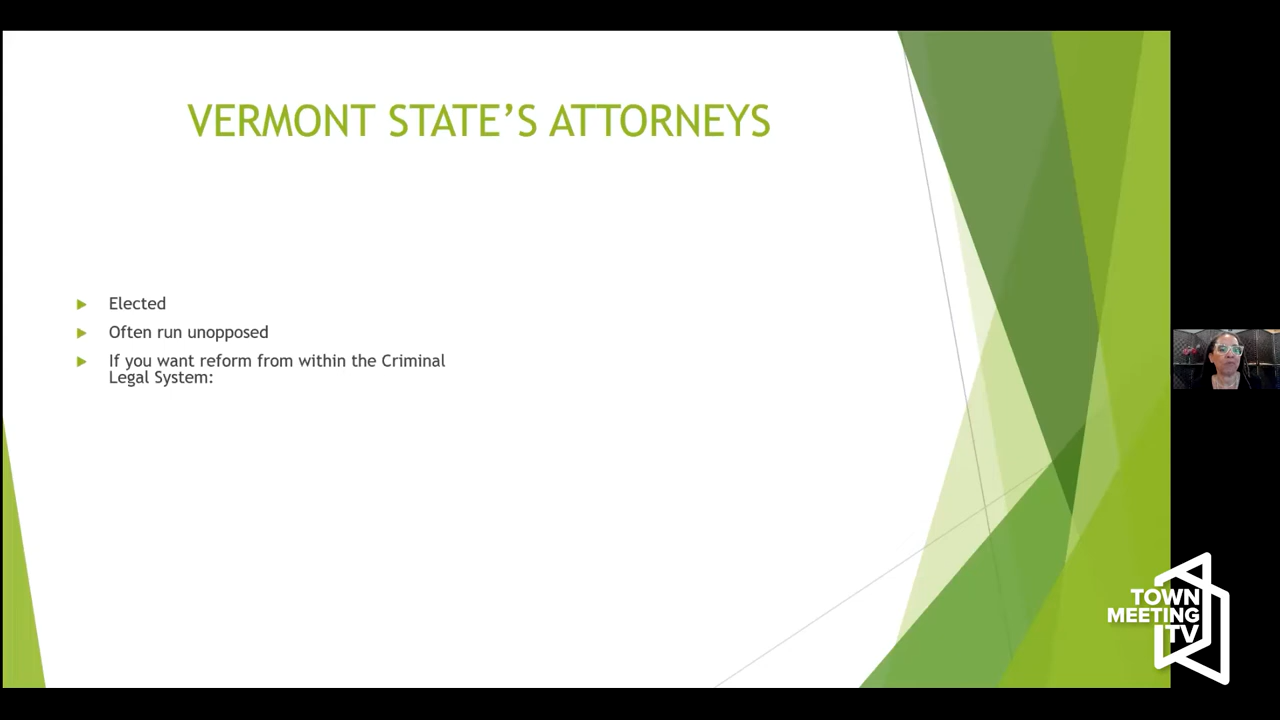 VERMONT STATE’S ATTORNEYS
Elected
Often run unopposed
If you want reform from within the Criminal
Legal System:
TOWN
MEETING
TV